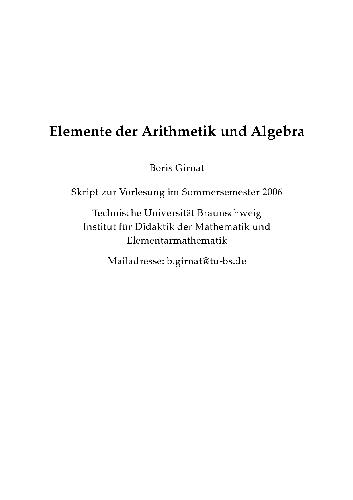 Elemente der Arithmetik und Algebra
Boris Girnat
Skript zur Vorlesung im Sommersemester 2006
Technische Universität Braunschweig
Institut für Didaktik der Mathematik und
Elementarmathematik
Mailadresse: b.girnat@tu-bs.de